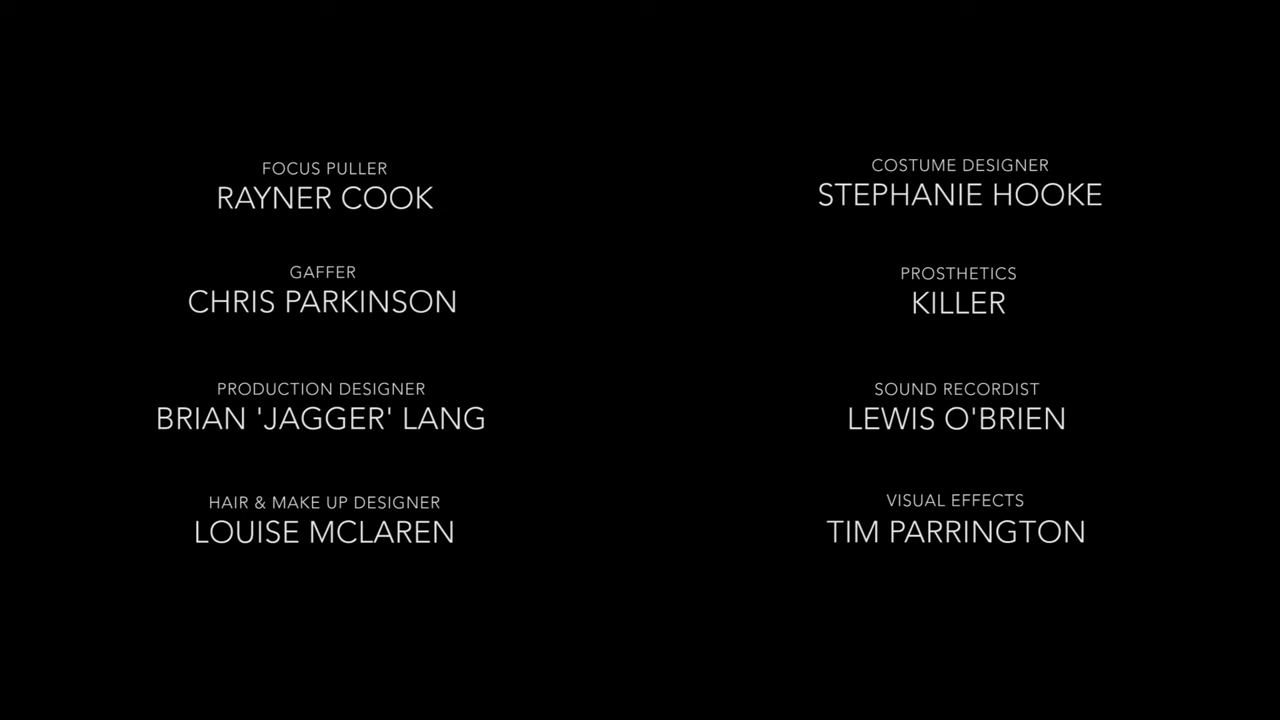 FOCUS PULLER
RAYNER COOK
GAFFER
CHRIS PARKINSON
PRODUCTION DESIGNER
BRIAN 'JAGGER' LANG
HAIR & MAKE UP DESIGNER
LOUISE MCLAREN
COSTUME DESIGNER
STEPHANIE HOOKE
PROSTHETICS
KILLER
SOUND RECORDIST
LEWIS O'BRIEN
VISUAL EFFECTS
TIM PARRINGTON